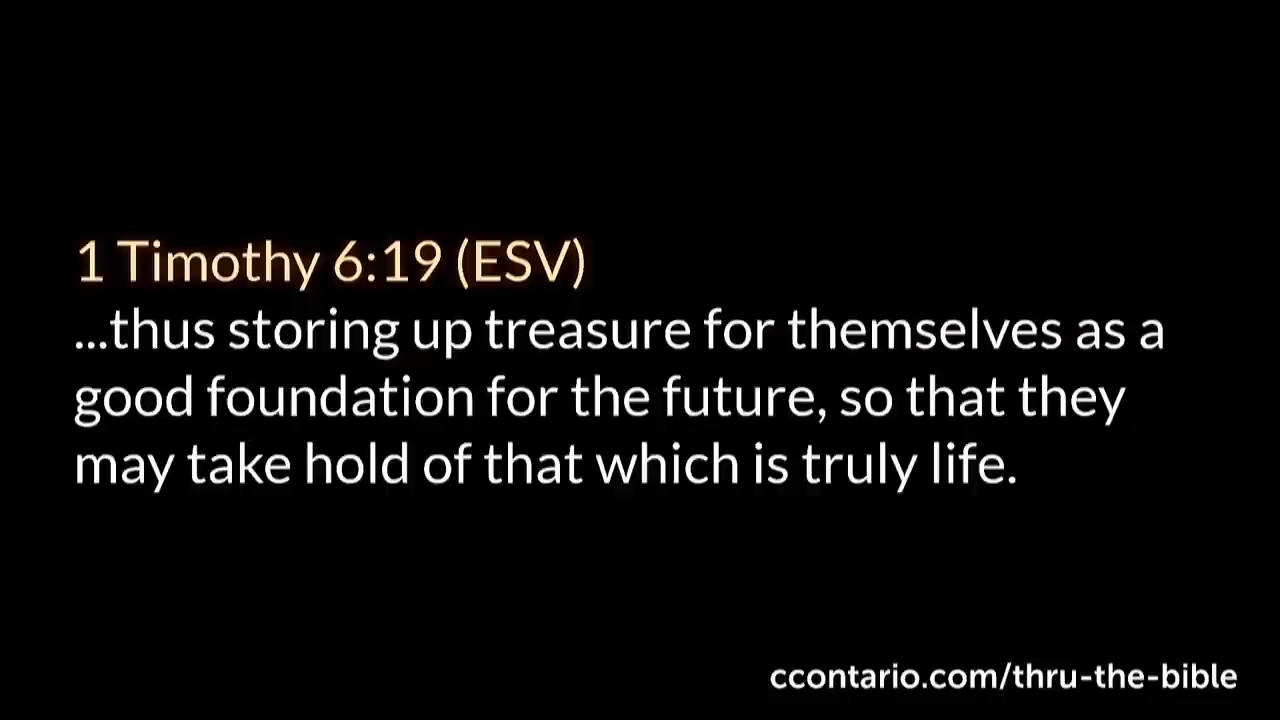 1 Timothy 6:19 (ESV)
...thus storing up treasure for themselves as a
good foundation for the future, so that they
may take hold of that which is truly life.
ccontario.com/thru-the-bible